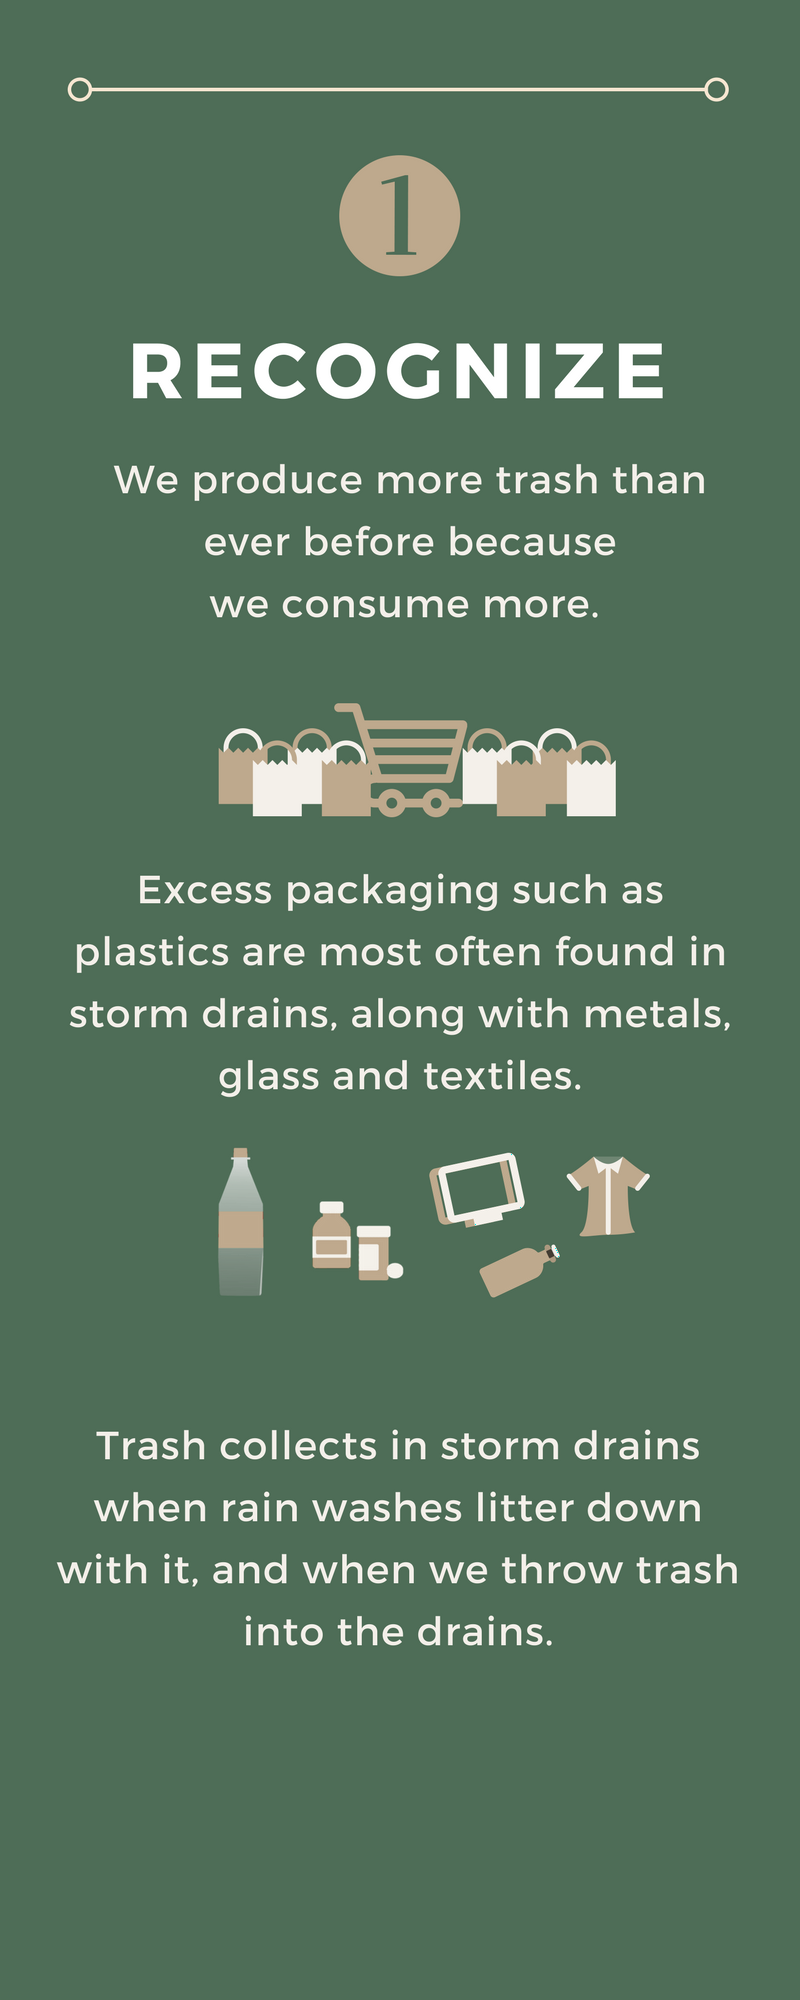 1
RECOGNIZE
We produce more trash than
ever before because
we consume more.
Excess packaging such as
plastics are most often found in
storm drains, along with metals,
glass and textiles.
Trash collects in storm drains
when rain washes litter down
with it, and when we throw trash
into the drains.